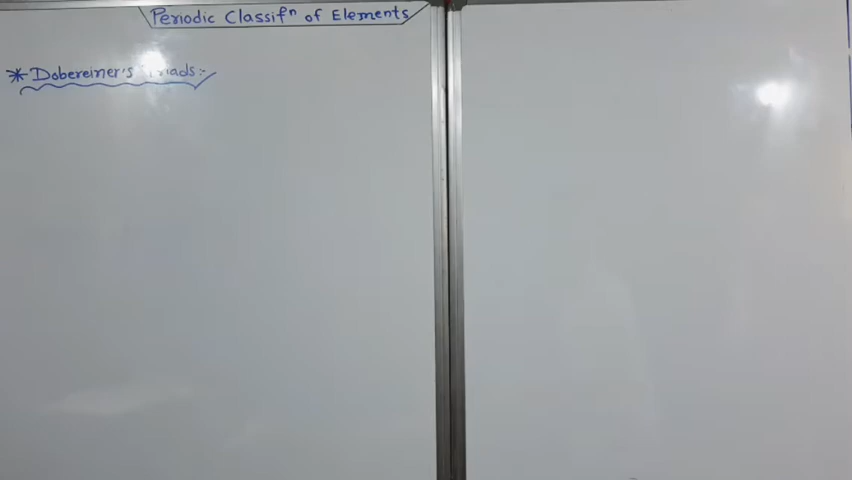 Periodic Classifⁿ of Elements
* Dobereiner's Triads:-